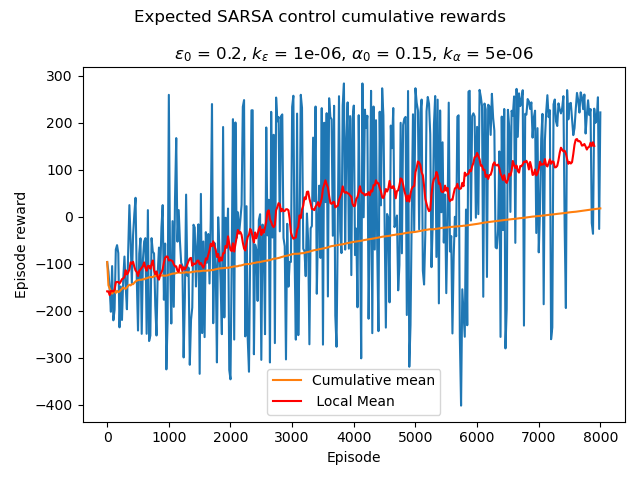 Expected SARSA control cumulative rewards
ε₀ = 0.2, kε = 1e-06, α₀ = 0.15, kα = 5e-06
300
200
100
0
−100
−200
−300
−400
Episode reward
Cumulative mean
Local Mean
0 1000 2000 3000 4000 5000 6000 7000 8000
Episode